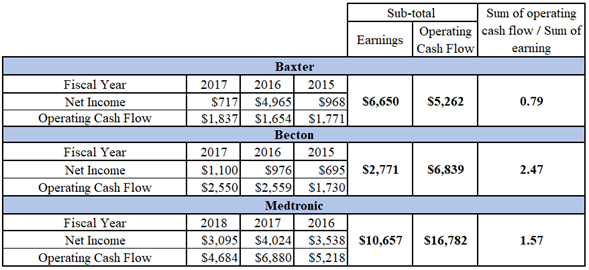 Sub-total Sum of operating cash flow / Sum of earning
Earnings Operating Cash Flow
Baxter
Fiscal Year 2017 2016 2015 $6,650 $5,262 0.79
Net Income $717 $4,965 $968
Operating Cash Flow $1,837 $1,654 $1,771
Becton
Fiscal Year 2017 2016 2015 $2,771 $6,839 2.47
Net Income $1,100 $976 $695
Operating Cash Flow $2,550 $2,559 $1,730
Medtronic
Fiscal Year 2018 2017 2016 $10,657 $16,782 1.57
Net Income $3,095 $4,024 $3,538
Operating Cash Flow $4,684 $6,880 $5,218